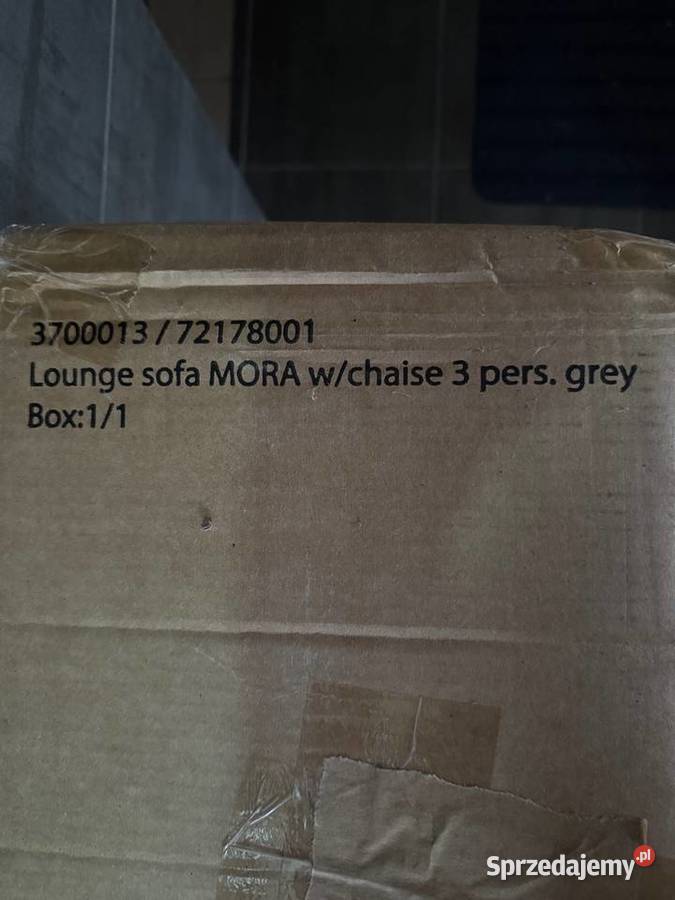 3700013 / 72178001
Lounge sofa MORA w/chaise 3 pers. grey
Box:1/1
Sprzedajemy.pl